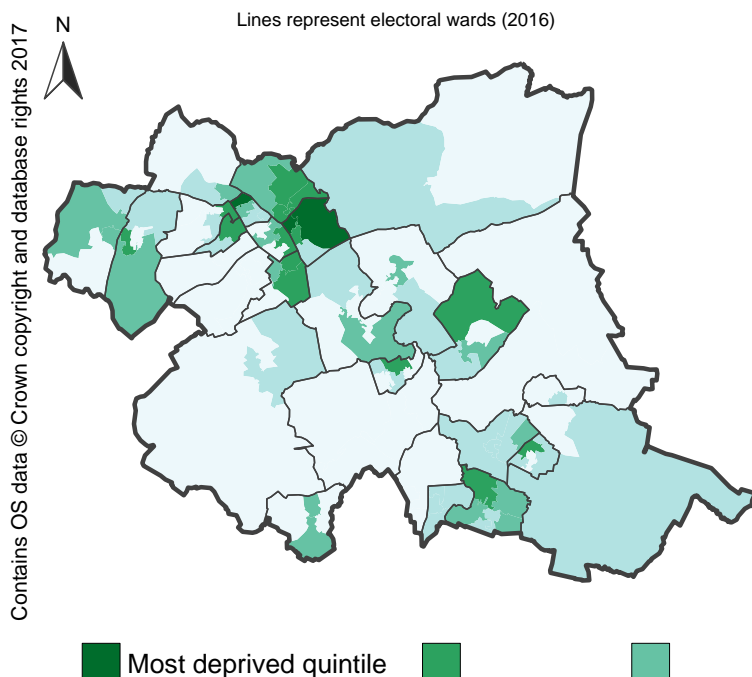 Lines represent electoral wards (2016)
N
Contains OS data © Crown copyright and database rights 2017
Most deprived quintile